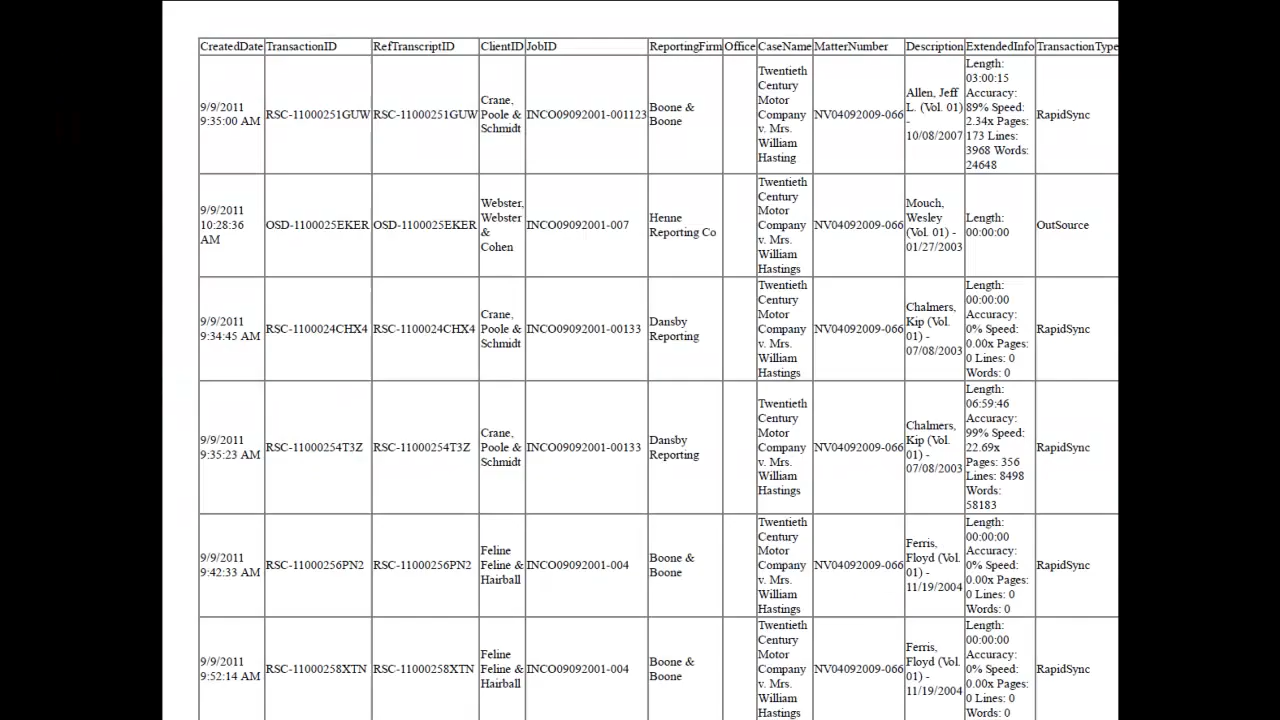 CreatedDate TransactionID RefTranscriptID ClientID JobID ReportingFirm Office CaseName MatterNumber Description ExtendedInfo TransactionType
9/9/2011
9:35:00 AM
RSC-11000251GUW
RSC-11000251GUW
Crane,
Poole &
Schmidt
INCO09092001-001123
Boone &
Boone
Twentieth
Century
Motor
Company
v. Mrs.
William
Hasting
NV04092009-066
Allen, Jeff
L. (Vol. 01)
-
10/08/2007
Length:
03:00:15
Accuracy:
89% Speed:
2.34x Pages:
173 Lines:
3968 Words:
24648
RapidSync
9/9/2011
10:28:36
AM
OSD-1100025EKER
OSD-1100025EKER
Webster,
Webster
&
Cohen
INCO09092001-007
Henne
Reporting Co
Twentieth
Century
Motor
Company
v. Mrs.
William
Hastings
NV04092009-066
Mouch,
Wesley
(Vol. 01) -
01/27/2003
Length:
00:00:00
OutSource
9/9/2011
9:34:45 AM
RSC-1100024CHX4
RSC-1100024CHX4
Crane,
Poole &
Schmidt
INCO09092001-00133
Dansby
Reporting
Twentieth
Century
Motor
Company
v. Mrs.
William
Hastings
NV04092009-066
Chalmers,
Kip (Vol.
01) -
07/08/2003
Length:
00:00:00
Accuracy:
0% Speed:
0.00x Pages:
0 Lines: 0
Words: 0
RapidSync
9/9/2011
9:35:23 AM
RSC-11000254T3Z
RSC-11000254T3Z
Crane,
Poole &
Schmidt
INCO09092001-00133
Dansby
Reporting
Twentieth
Century
Motor
Company
v. Mrs.
William
Hastings
NV04092009-066
Chalmers,
Kip (Vol.
01) -
07/08/2003
Length:
06:59:46
Accuracy:
99% Speed:
22.69x
Pages: 356
Lines: 8498
Words:
58183
RapidSync
9/9/2011
9:42:33 AM
RSC-11000256PN2
RSC-11000256PN2
Feline
Feline &
Hairball
INCO09092001-004
Boone &
Boone
Twentieth
Century
Motor
Company
v. Mrs.
William
Hastings
NV04092009-066
Ferris,
Floyd (Vol.
01) -
11/19/2004
Length:
00:00:00
Accuracy:
0% Speed:
0.00x Pages:
0 Lines: 0
Words: 0
RapidSync
9/9/2011
9:52:14 AM
RSC-11000258XTN
RSC-11000258XTN
Feline
Feline &
Hairball
INCO09092001-004
Boone &
Boone
Twentieth
Century
Motor
Company
v. Mrs.
William
Hastings
NV04092009-066
Ferris,
Floyd (Vol.
01) -
11/19/2004
Length:
00:00:00
Accuracy:
0% Speed:
0.00x Pages:
0 Lines: 0
Words: 0
RapidSync